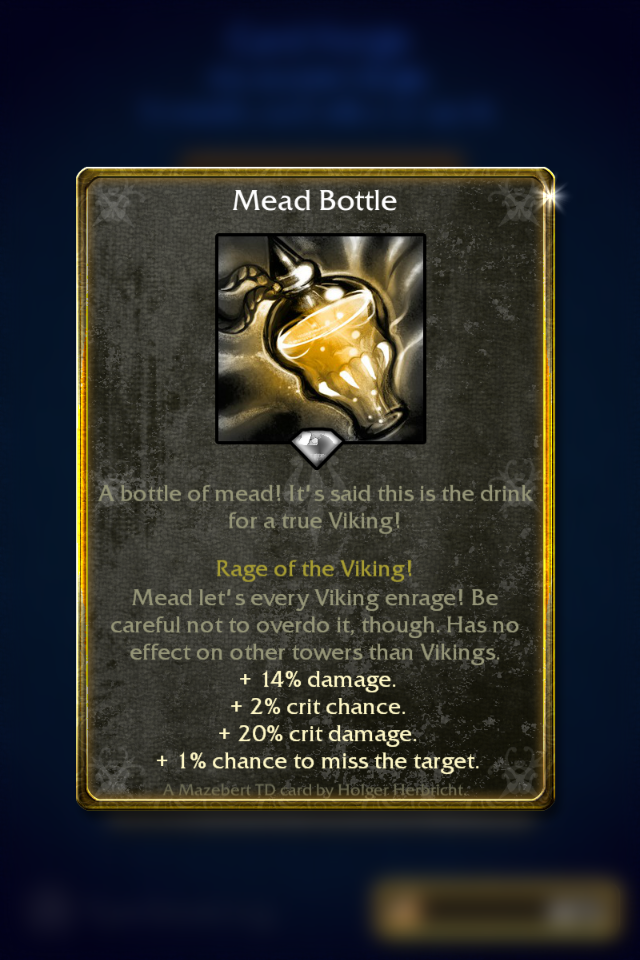 Mead Bottle
A bottle of mead! It's said this is the drink
for a true Viking!
Rage of the Viking!
Mead let's every Viking enrage! Be
careful not to overdo it, though. Has no
effect on other towers than Vikings.
+ 14% damage.
+ 2% crit chance.
+ 20% crit damage.
+ 1% chance to miss the target.
A Mazebert TD card by Holger Herbricht.